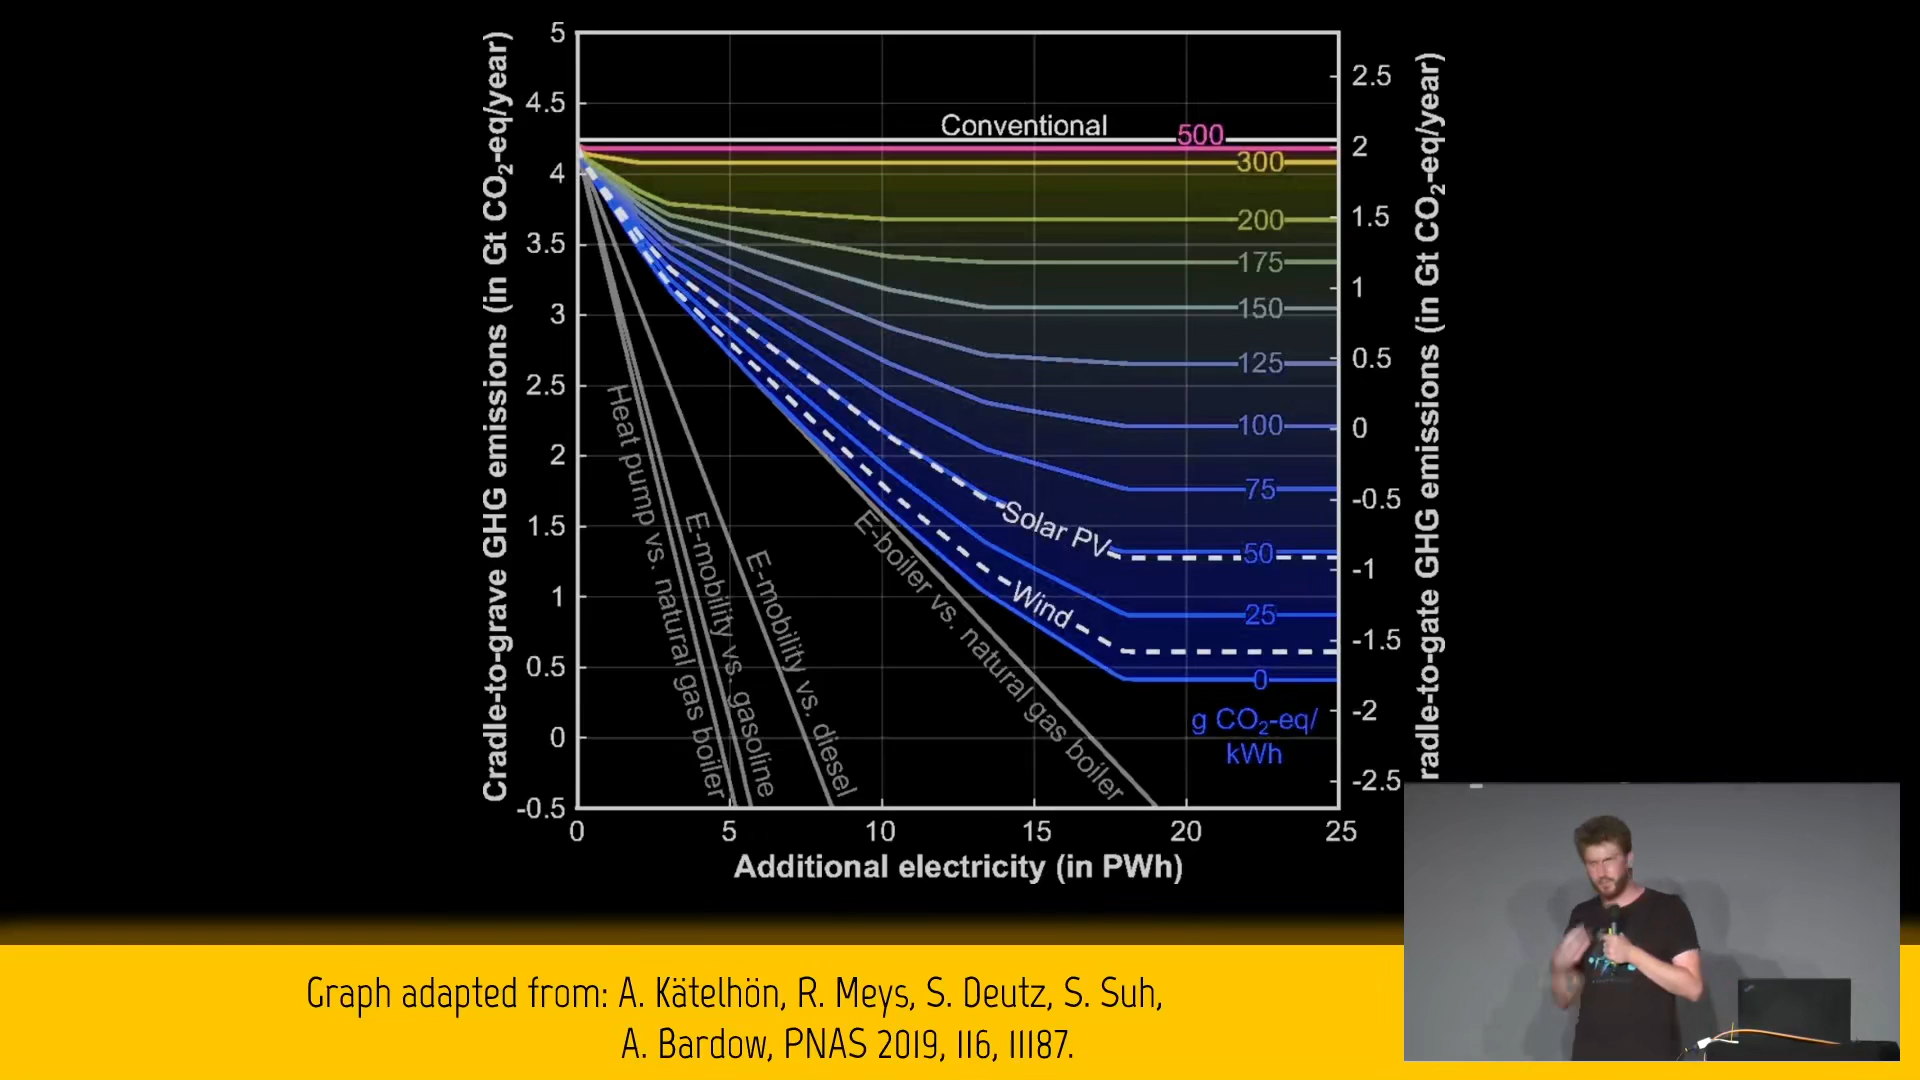 Cradle-to-grave GHG emissions (in Gt CO₂-eq/year)
5
4.5
4
3.5
3
2.5
2
1.5
1
0.5
0
-0.5
Conventional
500
300
200
175
150
125
100
75
Solar PV
50
Wind
25
0
g CO₂-eq/
kWh
Heat pump vs. natural gas boiler
E-mobility vs. gasoline
E-mobility vs. diesel
E-boiler vs. natural gas boiler
2.5
2
1.5
1
0.5
0
-0.5
-1
-1.5
-2
-2.5
radle-to-gate GHG emissions (in Gt CO₂-eq/year)
0
5
10
15
20
25
Additional electricity (in PWh)
Graph adapted from: A. Kätelhön, R. Meys, S. Deutz, S. Suh,
A. Bardow, PNAS 2019, 116, 11187.